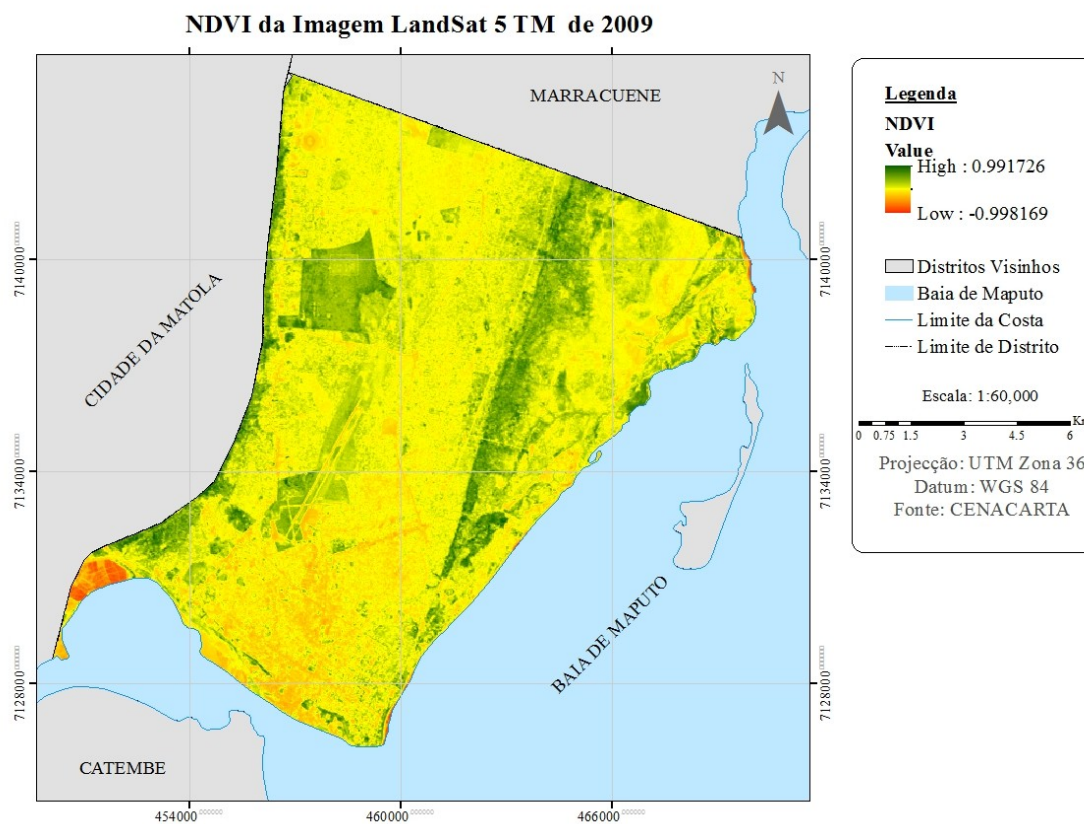 NDVI da Imagem LandSat 5 TM de 2009
MARRACUENE
N
CIDADE DA MATOLA
BAIA DE MAPUTO
CATEMBE
7140000
7134000
7128000
7140000
7134000
7128000
454000
460000
466000
Legenda
NDVI
Value
High : 0.991726
Low : -0.998169
Distritos Visinhos
Baia de Maputo
Limite da Costa
Limite de Distrito
Escala: 1:60,000
0 0.75 1.5 3 4.5 6
Projecção: UTM Zona 36
Datum: WGS 84
Fonte: CENACARTA